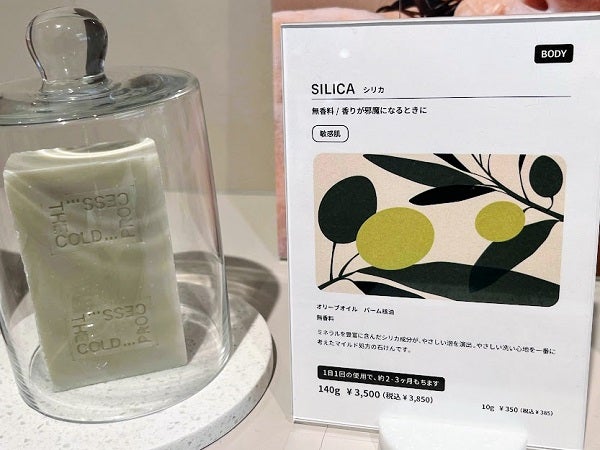 BODY
SILICA シリカ
無香料 / 香りが邪魔になるときに
敏感肌
オリーブオイル パーム核油
無香料
ミネラルを豊富に含んだシリカ成分が、やさしい泡を演出。やさしい洗い心地を一番に
考えたマイルド処方の石けんです。
1日1回の使用で、約2-3ヶ月もちます
140g ¥3,500 (税込¥3,850)
10g ¥350 (税込¥385)
THE
COLD...
PRO
CESS...
THE
COLD...
PRO
CESS